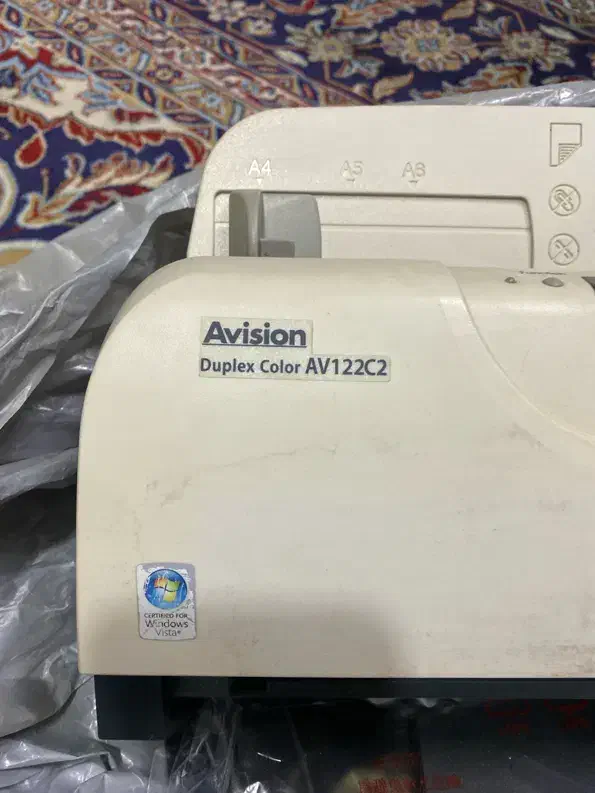 A4 A5 A6
Avision
Duplex Color AV122C2
CERTIFIED FOR
Windows
Vista